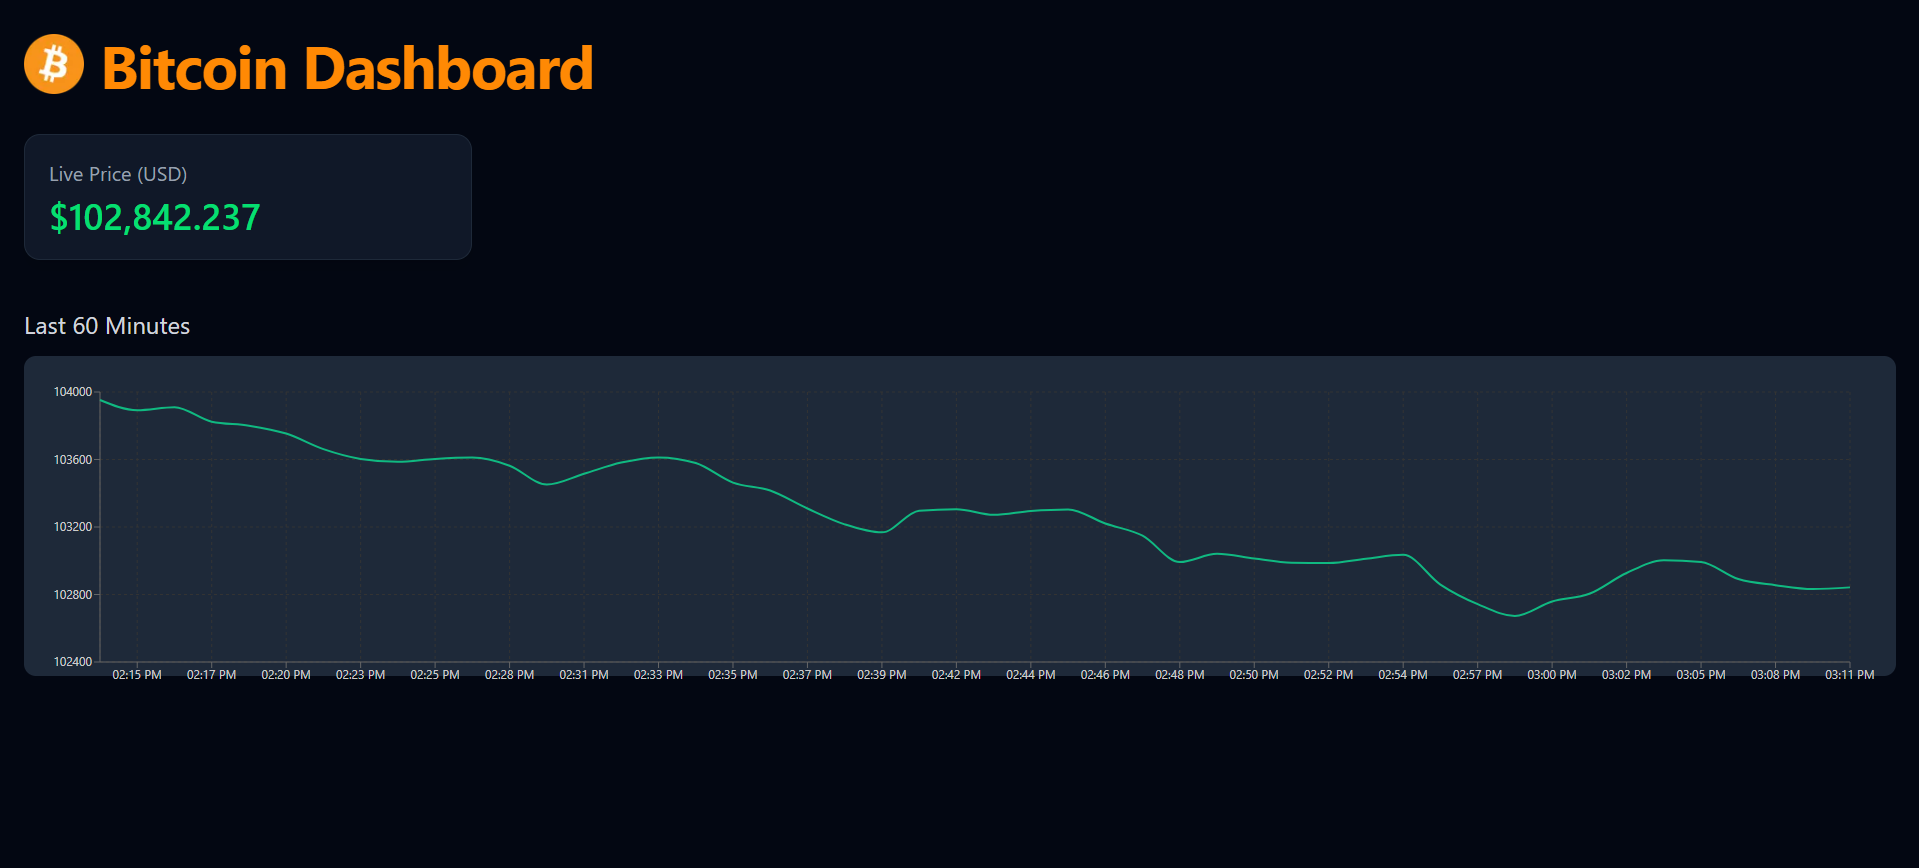 Bitcoin Dashboard
Live Price (USD)
$102,842.237
Last 60 Minutes
104000
103600
103200
102800
102400
02:15 PM 02:17 PM 02:20 PM 02:23 PM 02:25 PM 02:28 PM 02:31 PM 02:33 PM 02:35 PM 02:37 PM 02:39 PM 02:42 PM 02:44 PM 02:46 PM 02:48 PM 02:50 PM 02:52 PM 02:54 PM 02:57 PM 03:00 PM 03:02 PM 03:05 PM 03:08 PM 03:11 PM